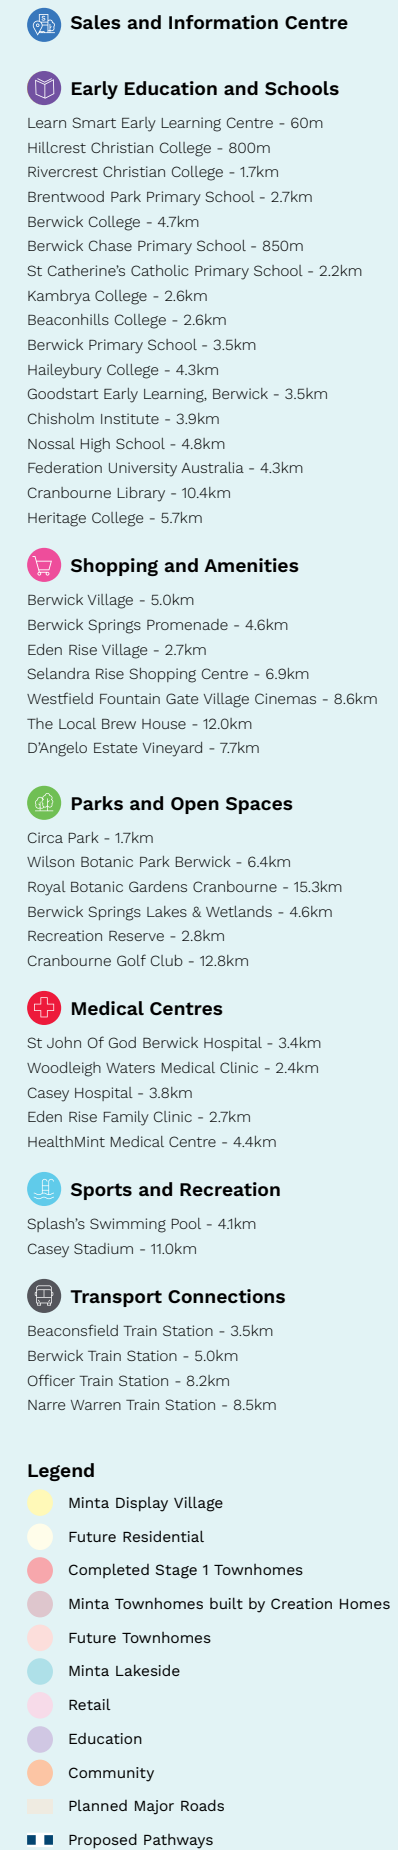 Sales and Information Centre
Early Education and Schools
Learn Smart Early Learning Centre - 60m
Hillcrest Christian College - 800m
Rivercrest Christian College - 1.7km
Brentwood Park Primary School - 2.7km
Berwick College - 4.7km
Berwick Chase Primary School - 850m
St Catherine's Catholic Primary School - 2.2km
Kambrya College - 2.6km
Beaconhills College - 2.6km
Berwick Primary School - 3.5km
Haileybury College - 4.3km
Goodstart Early Learning, Berwick - 3.5km
Chisholm Institute - 3.9km
Nossal High School - 4.8km
Federation University Australia - 4.3km
Cranbourne Library - 10.4km
Heritage College - 5.7km
Shopping and Amenities
Berwick Village - 5.0km
Berwick Springs Promenade - 4.6km
Eden Rise Village - 2.7km
Selandra Rise Shopping Centre - 6.9km
Westfield Fountain Gate Village Cinemas - 8.6km
The Local Brew House - 12.0km
D'Angelo Estate Vineyard - 7.7km
Parks and Open Spaces
Circa Park - 1.7km
Wilson Botanic Park Berwick - 6.4km
Royal Botanic Gardens Cranbourne - 15.3km
Berwick Springs Lakes & Wetlands - 4.6km
Recreation Reserve - 2.8km
Cranbourne Golf Club - 12.8km
Medical Centres
St John Of God Berwick Hospital - 3.4km
Woodleigh Waters Medical Clinic - 2.4km
Casey Hospital - 3.8km
Eden Rise Family Clinic - 2.7km
HealthMint Medical Centre - 4.4km
Sports and Recreation
Splash's Swimming Pool - 4.1km
Casey Stadium - 11.0km
Transport Connections
Beaconsfield Train Station - 3.5km
Berwick Train Station - 5.0km
Officer Train Station - 8.2km
Narre Warren Train Station - 8.5km
Legend
Minta Display Village
Future Residential
Completed Stage 1 Townhomes
Minta Townhomes built by Creation Homes
Future Townhomes
Minta Lakeside
Retail
Education
Community
Planned Major Roads
Proposed Pathways